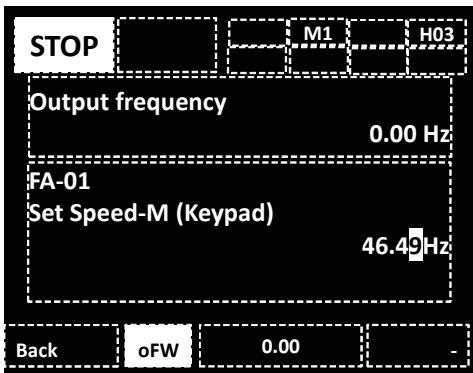 STOP M1 H03
Output frequency
0.00 Hz
FA-01
Set Speed-M (Keypad)
46.49Hz
Back oFW 0.00 -